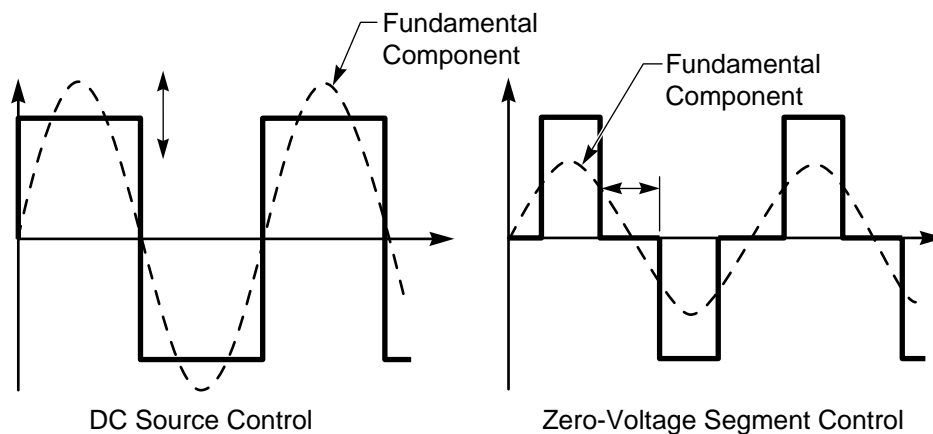 Fundamental
Component
Fundamental
Component
DC Source Control
Zero-Voltage Segment Control